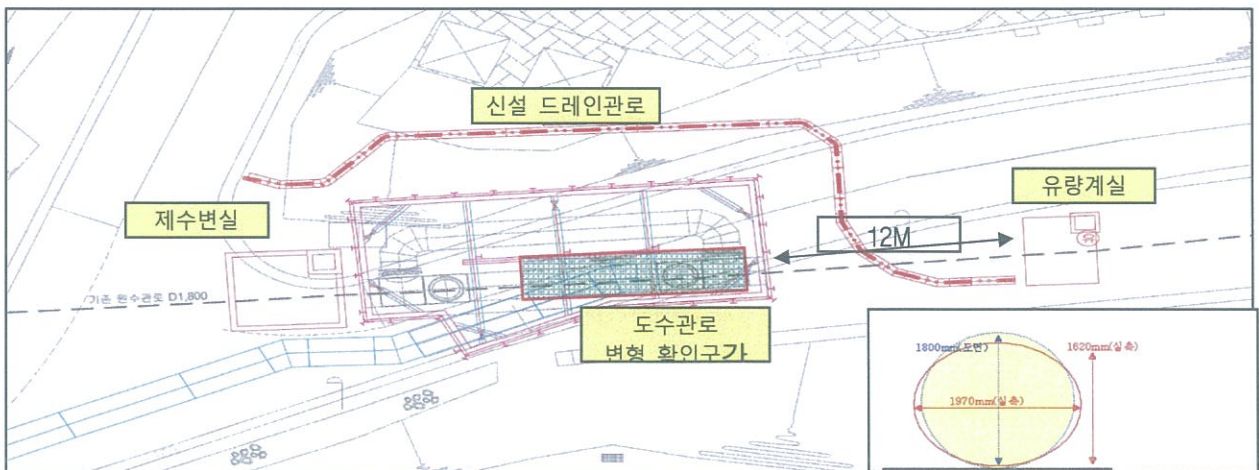 신설 드레인관로
유량계실
제수변실
12M
기존 원수관로 D1,800
도수관로
변형 확인구가
1800mm(도면)
1620mm(실측)
1970mm(실측)